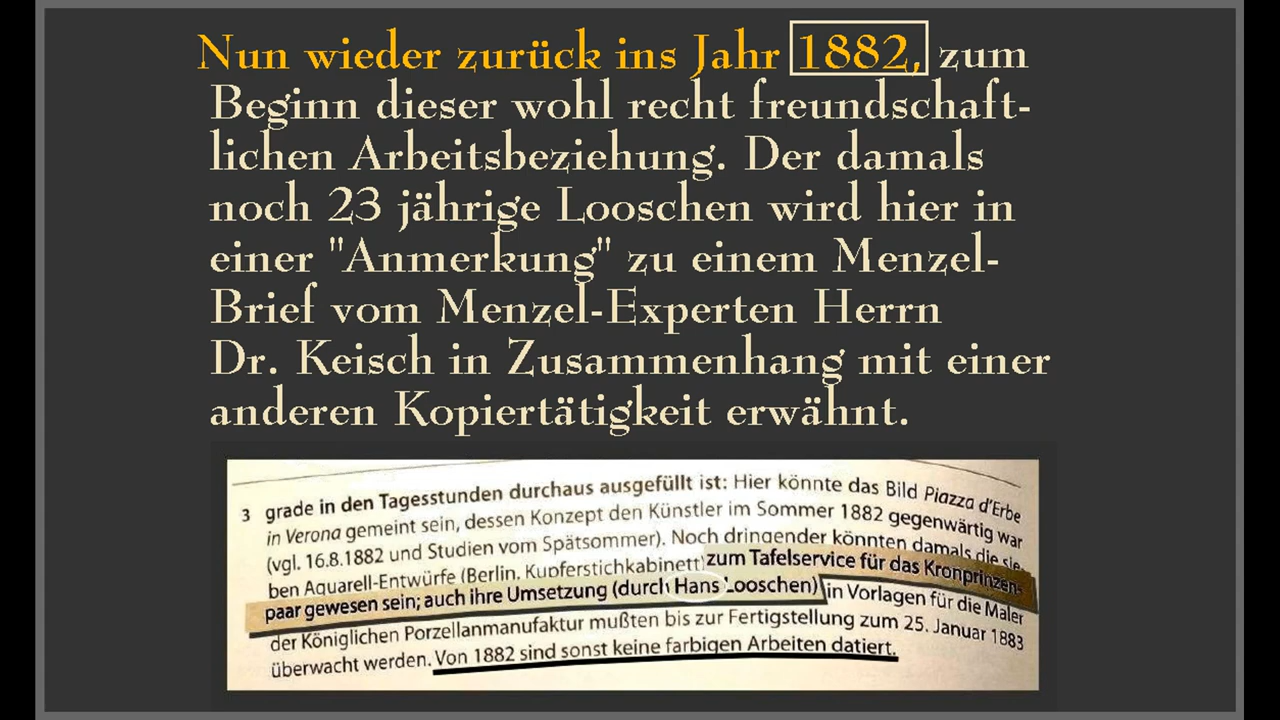 Nun wieder zurück ins Jahr 1882, zum
Beginn dieser wohl recht freundschaft-
lichen Arbeitsbeziehung. Der damals
noch 23 jährige Looschen wird hier in
einer "Anmerkung" zu einem Menzel-
Brief vom Menzel-Experten Herrn
Dr. Keisch in Zusammenhang mit einer
anderen Kopiertätigkeit erwähnt.
3 grade in den Tagesstunden durchaus ausgefüllt ist: Hier könnte das Bild Piazza d'Erbe
in Verona gemeint sein, dessen Konzept den Künstler im Sommer 1882 gegenwärtig war
(vgl. 16.8.1882 und Studien vom Spätsommer). Noch dringender könnten damals die sie-
ben Aquarell-Entwürfe (Berlin, Kupferstichkabinett) zum Tafelservice für das Kronprinzen-
paar gewesen sein; auch ihre Umsetzung (durch Hans Looschen) in Vorlagen für die Maler
der Königlichen Porzellanmanufaktur mußten bis zur Fertigstellung zum 25. Januar 1883
überwacht werden. Von 1882 sind sonst keine farbigen Arbeiten datiert.